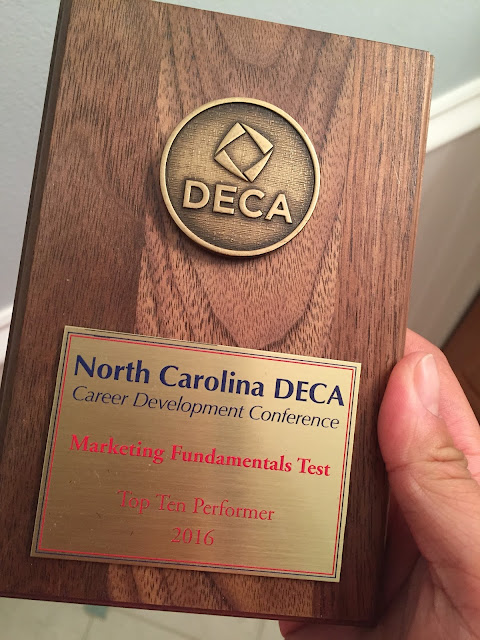 DECA
North Carolina DECA
Career Development Conference
Marketing Fundamentals Test
Top Ten Performer
2016